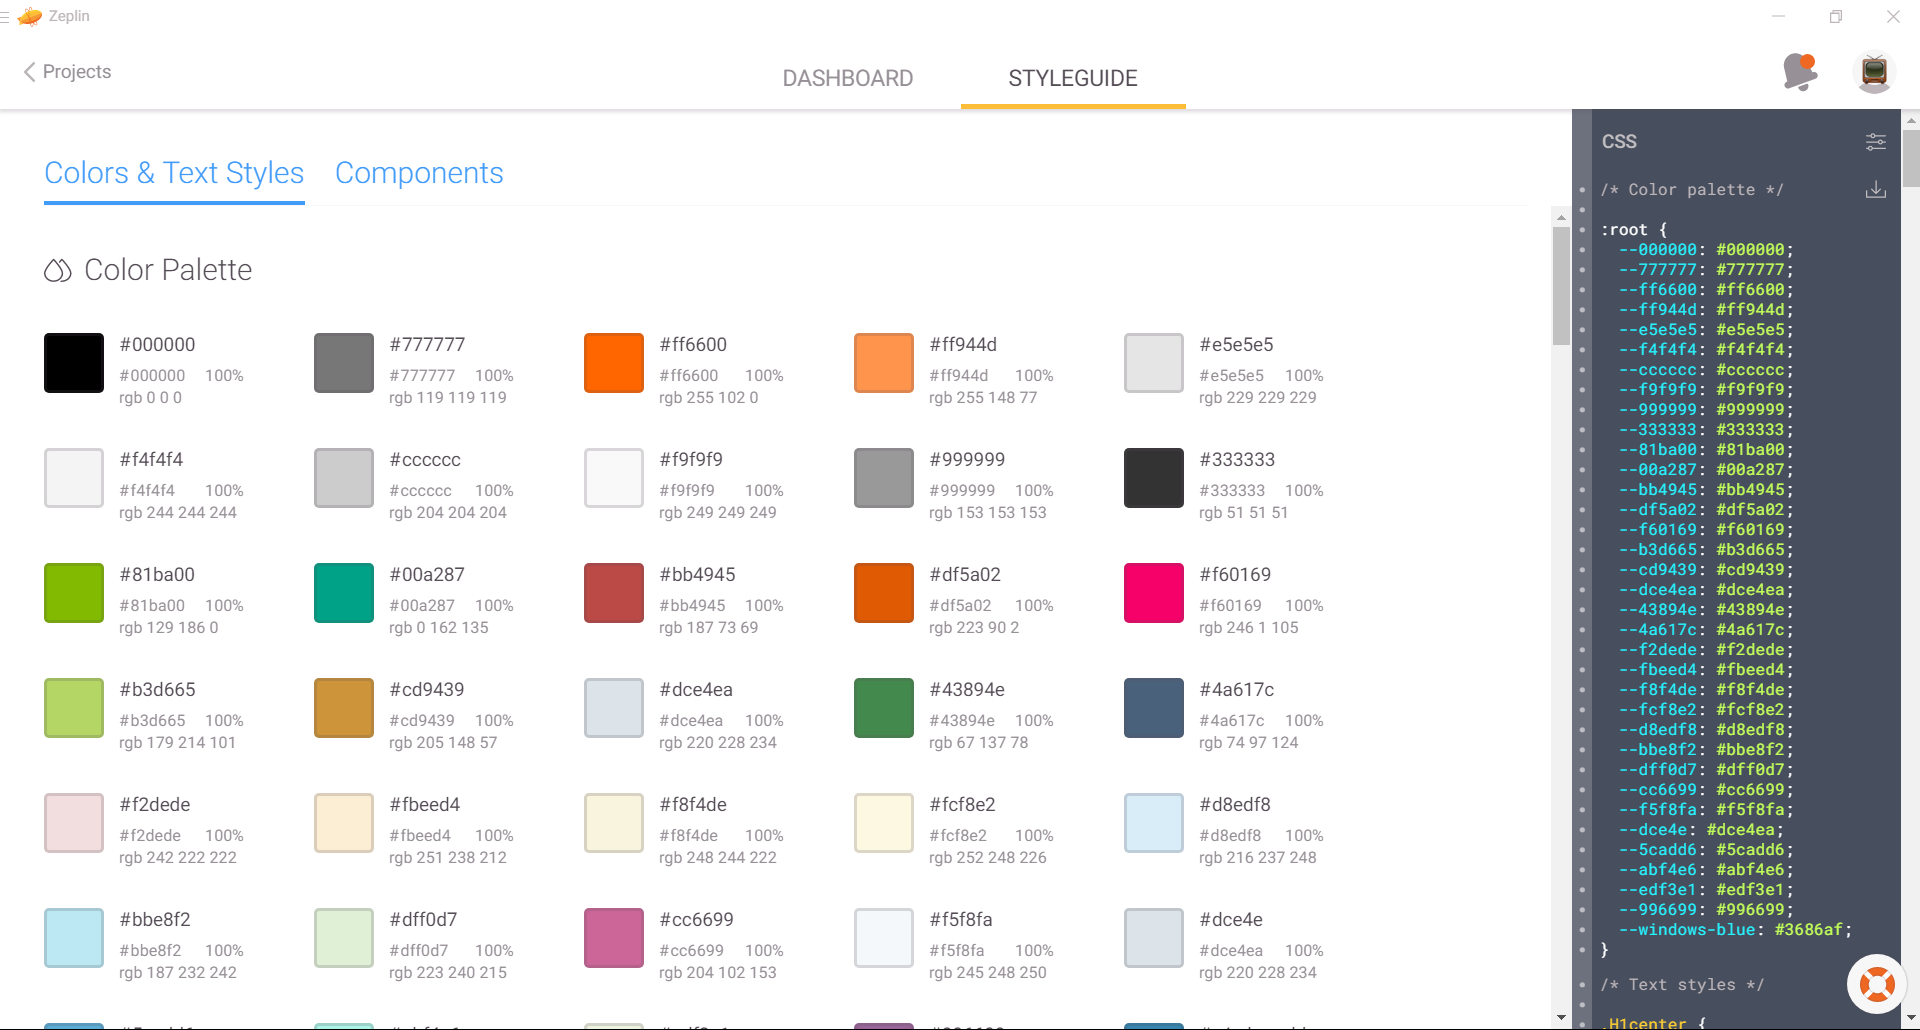 Zeplin
Projects
DASHBOARD
STYLEGUIDE
Colors & Text Styles
Components
Color Palette
#000000
#000000 100%
rgb 0 0 0
#777777
#777777 100%
rgb 119 119 119
#ff6600
#ff6600 100%
rgb 255 102 0
#ff944d
#ff944d 100%
rgb 255 148 77
#e5e5e5
#e5e5e5 100%
rgb 229 229 229
#f4f4f4
#f4f4f4 100%
rgb 244 244 244
#cccccc
#cccccc 100%
rgb 204 204 204
#f9f9f9
#f9f9f9 100%
rgb 249 249 249
#999999
#999999 100%
rgb 153 153 153
#333333
#333333 100%
rgb 51 51 51
#81ba00
#81ba00 100%
rgb 129 186 0
#00a287
#00a287 100%
rgb 0 162 135
#bb4945
#bb4945 100%
rgb 187 73 69
#df5a02
#df5a02 100%
rgb 223 90 2
#f60169
#f60169 100%
rgb 246 1 105
#b3d665
#b3d665 100%
rgb 179 214 101
#cd9439
#cd9439 100%
rgb 205 148 57
#dce4ea
#dce4ea 100%
rgb 220 228 234
#43894e
#43894e 100%
rgb 67 137 78
#4a617c
#4a617c 100%
rgb 74 97 124
#f2dede
#f2dede 100%
rgb 242 222 222
#fbeed4
#fbeed4 100%
rgb 251 238 212
#f8f4de
#f8f4de 100%
rgb 248 244 222
#fcf8e2
#fcf8e2 100%
rgb 252 248 226
#d8edf8
#d8edf8 100%
rgb 216 237 248
#bbe8f2
#bbe8f2 100%
rgb 187 232 242
#dff0d7
#dff0d7 100%
rgb 223 240 215
#cc6699
#cc6699 100%
rgb 204 102 153
#f5f8fa
#f5f8fa 100%
rgb 245 248 250
#dce4e
#dce4ea 100%
rgb 220 228 234
CSS
/* Color palette */
:root {
--000000: #000000;
--777777: #777777;
--ff6600: #ff6600;
--ff944d: #ff944d;
--e5e5e5: #e5e5e5;
--f4f4f4: #f4f4f4;
--cccccc: #cccccc;
--f9f9f9: #f9f9f9;
--999999: #999999;
--333333: #333333;
--81ba00: #81ba00;
--00a287: #00a287;
--bb4945: #bb4945;
--df5a02: #df5a02;
--f60169: #f60169;
--b3d665: #b3d665;
--cd9439: #cd9439;
--dce4ea: #dce4ea;
--43894e: #43894e;
--4a617c: #4a617c;
--f2dede: #f2dede;
--fbeed4: #fbeed4;
--f8f4de: #f8f4de;
--fcf8e2: #fcf8e2;
--d8edf8: #d8edf8;
--bbe8f2: #bbe8f2;
--dff0d7: #dff0d7;
--cc6699: #cc6699;
--f5f8fa: #f5f8fa;
--dce4e: #dce4ea;
--5cadd6: #5cadd6;
--abf4e6: #abf4e6;
--edf3e1: #edf3e1;
--996699: #996699;
--windows-blue: #3686af;
}
/* Text styles */
.H1center {